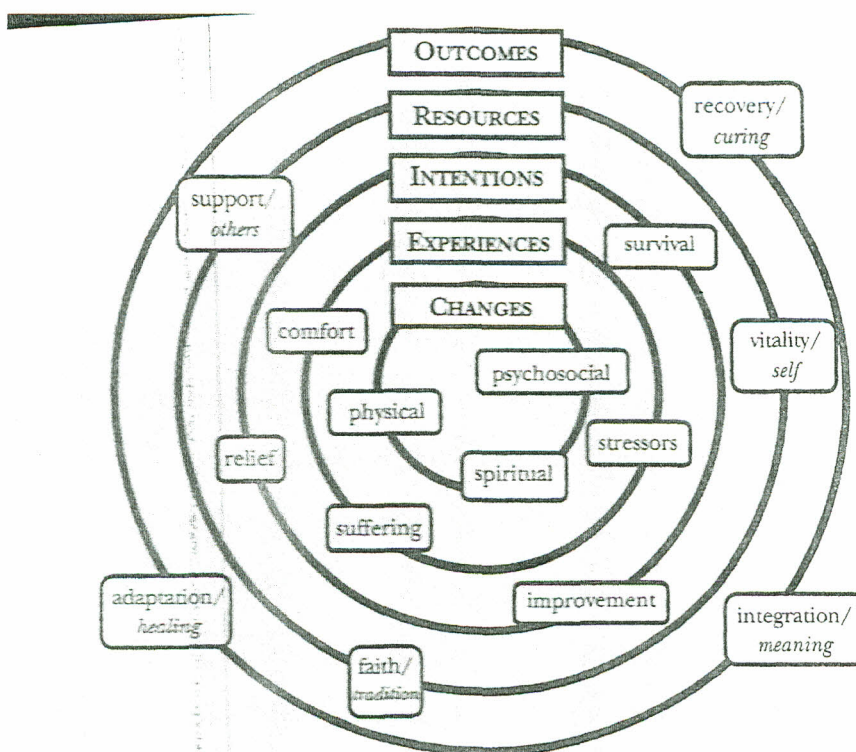 OUTCOMES
recovery/
curing
RESOURCES
INTENTIONS
support/
others
EXPERIENCES
survival
CHANGES
comfort
vitality/
self
psychosocial
physical
stressors
relief
spiritual
suffering
adaptation/
healing
improvement
integration/
meaning
faith/
tradition